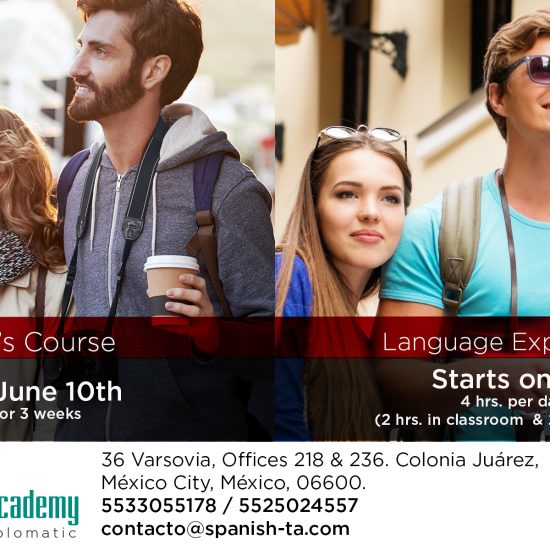 's Course
June 10th
or 3 weeks
Language Exp
Starts on
4 hrs. per da
(2 hrs. in classroom &
cademy
plomatic
36 Varsovia, Offices 218 & 236. Colonia Juárez,
México City, México, 06600.
5533055178 / 5525024557
contacto@spanish-ta.com